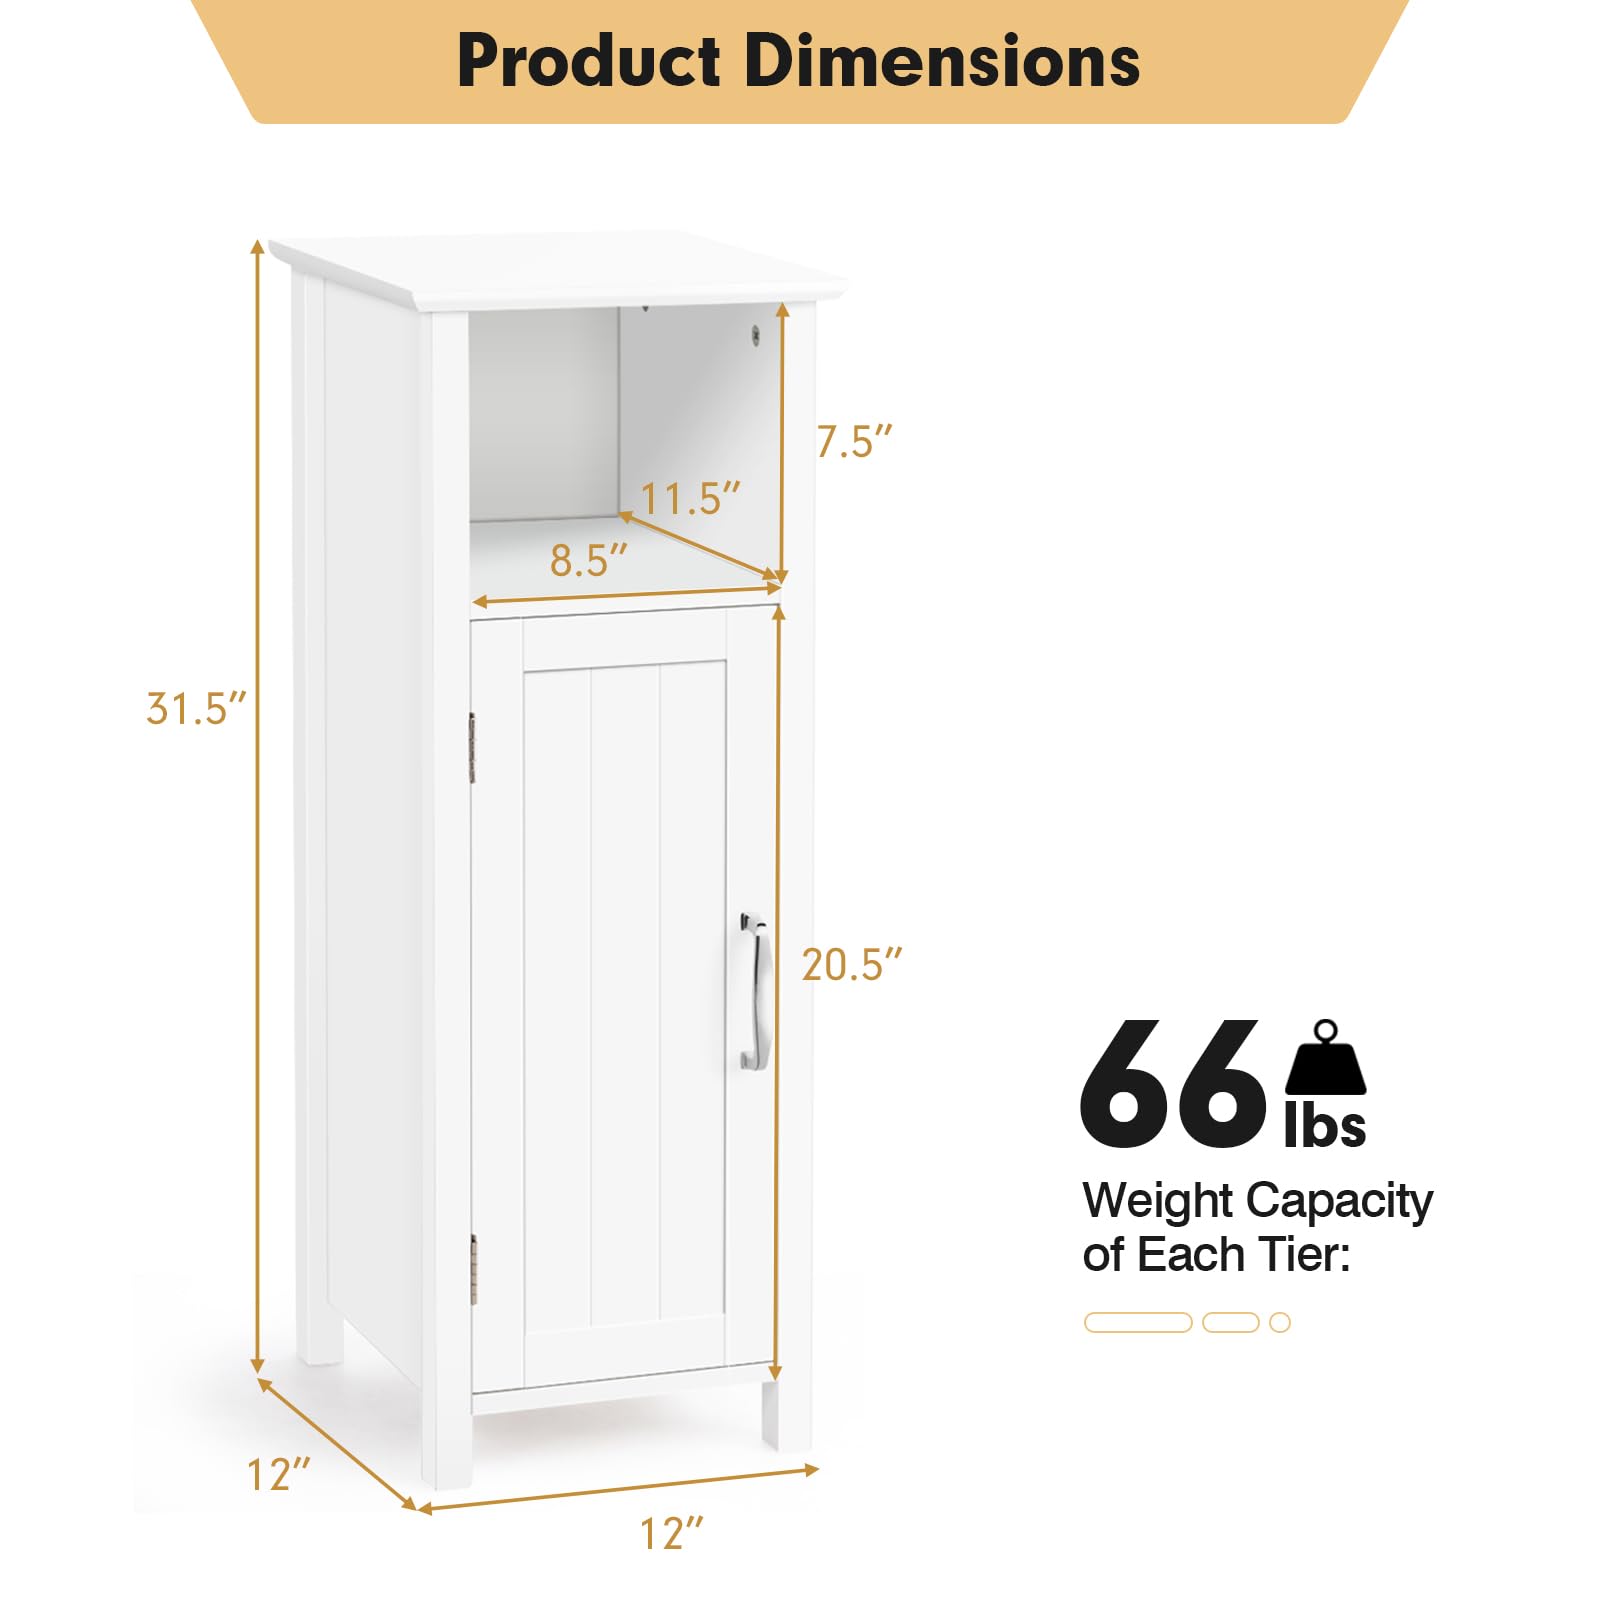 Product Dimensions
7.5"
11.5"
8.5"
31.5"
20.5"
66 lbs
Weight Capacity
of Each Tier:
12"
12"